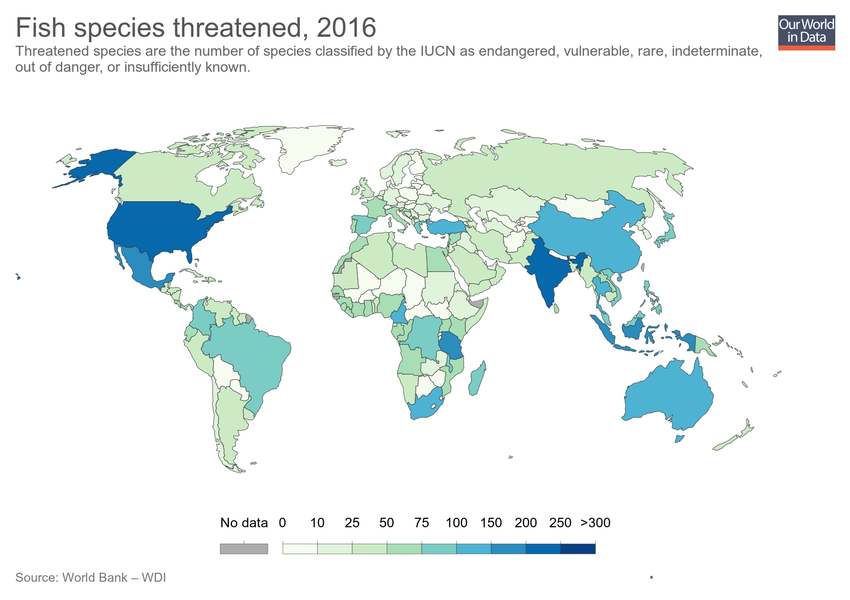 Fish species threatened, 2016
Our World
in Data
Threatened species are the number of species classified by the IUCN as endangered, vulnerable, rare, indeterminate,
out of danger, or insufficiently known.
No data 0 10 25 50 75 100 150 200 250 >300
Source: World Bank – WDI